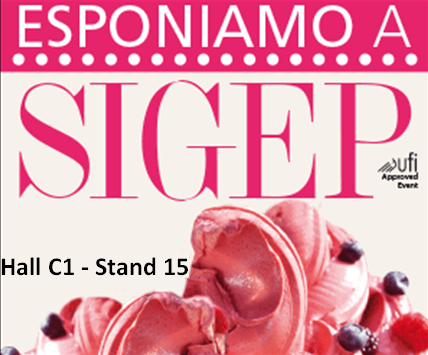 ESPONIAMO A
SIGEP
ufi
Approved
Event
Hall C1 - Stand 15